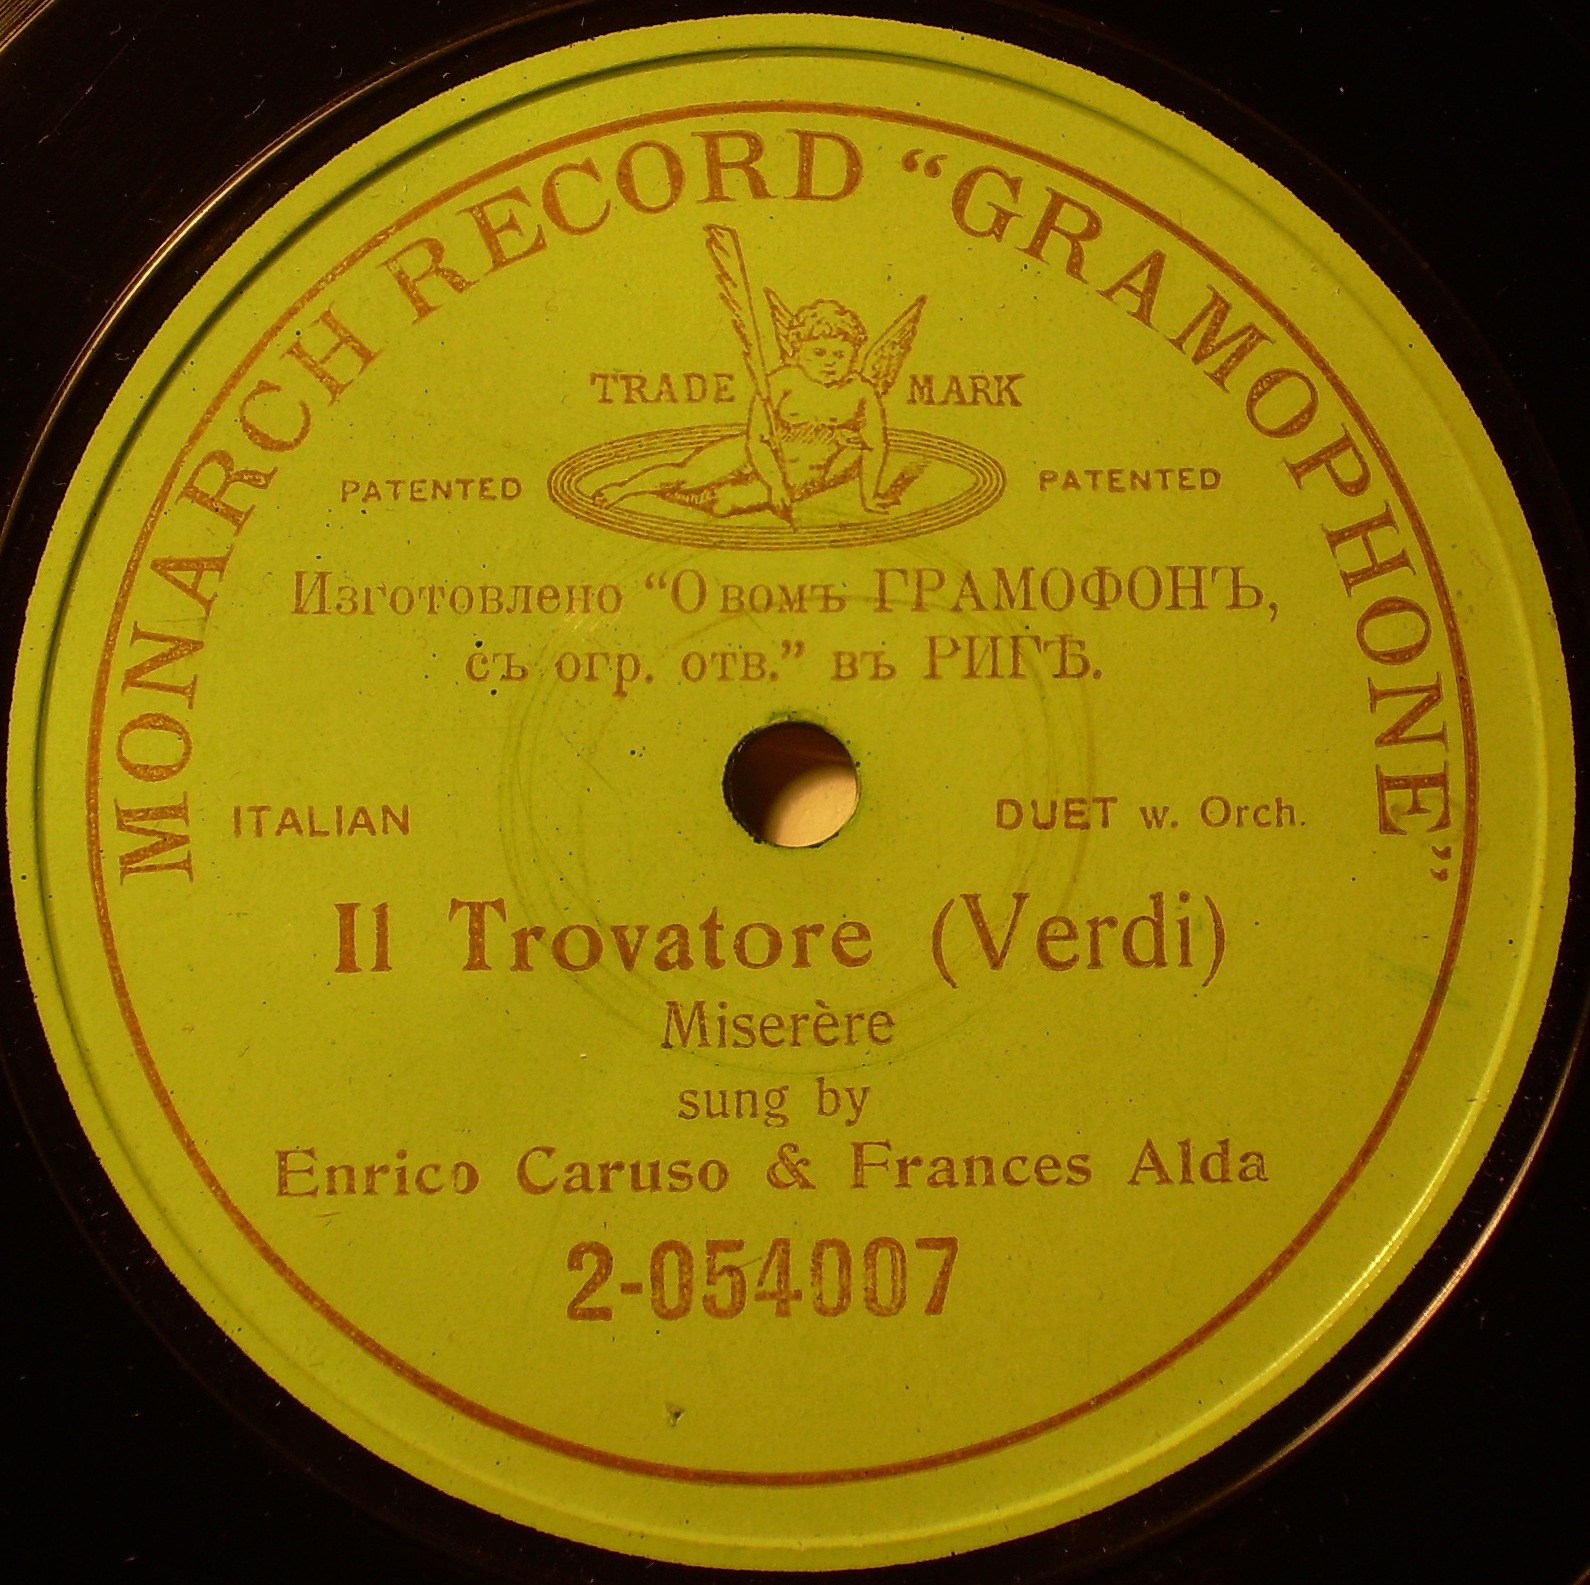 MONARCH RECORD “GRAMOPHONE”
TRADE MARK
PATENTED PATENTED
Изготовлено “О вомъ ГРАМОФОНЪ,
съ огр. отв.” въ РИГѢ.
ITALIAN DUET w. Orch.
Il Trovatore (Verdi)
Miserère
sung by
Enrico Caruso & Frances Alda
2-054007